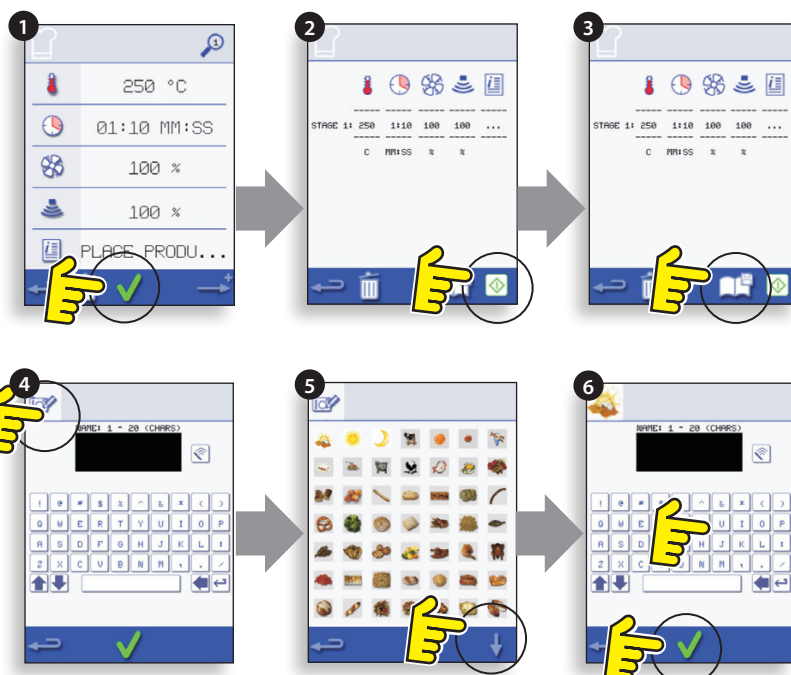 1
1
250 °C
01:10 MM:SS
100 %
100 %
PLACE PRODU...
2
STAGE 1: 250 1:10 100 100 ...
C MM:SS % %
3
STAGE 1: 250 1:10 100 100 ...
C MM:SS % %
4
NAME: 1 - 20 (CHARS)
! @ # $ % ^ & * ( )
Q W E R T Y U I O P
A S D F G H J K L :
Z X C V B N M , . /
5
6
NAME: 1 - 20 (CHARS)
! @ # ^ & * ( )
Q W E U I O P
A S D H J K L :
Z X C N M , . /